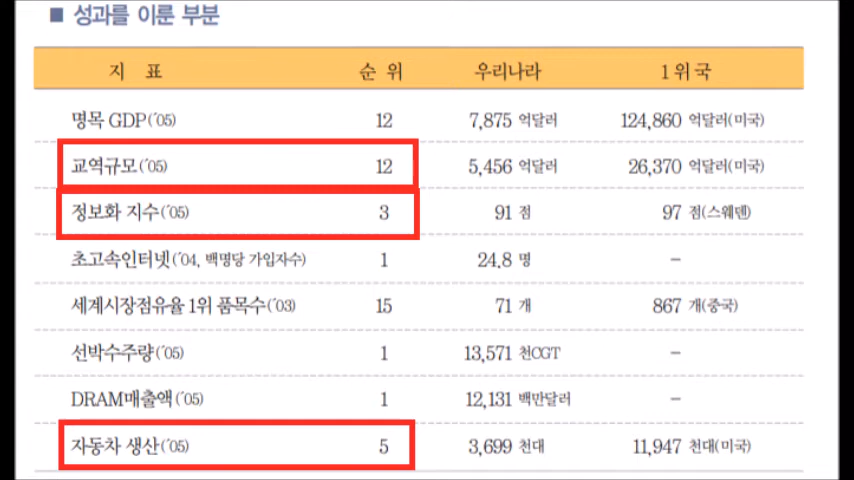 ■ 성과를 이룬 부분
지 표 순 위 우리나라 1위국
명목 GDP('05) 12 7,875 억달러 124,860 억달러(미국)
교역규모('05) 12 5,456 억달러 26,370 억달러(미국)
정보화 지수('05) 3 91 점 97 점(스웨덴)
초고속인터넷('04, 백명당 가입자수) 1 24.8 명 -
세계시장점유율 1위 품목수('03) 15 71 개 867 개(중국)
선박수주량('05) 1 13,571 천CGT -
DRAM매출액('05) 1 12,131 백만달러 -
자동차 생산('05) 5 3,699 천대 11,947 천대(미국)